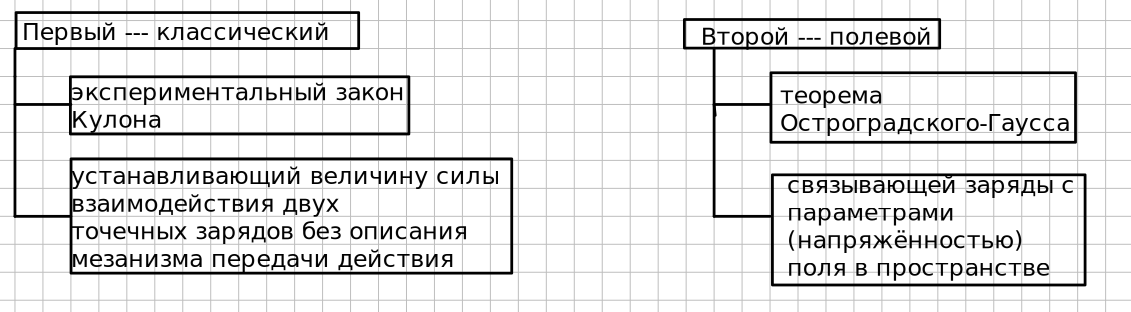 Первый --- классический
экспериментальный закон
Кулона
устанавливающий величину силы
взаимодействия двух
точечных зарядов без описания
мезанизма передачи действия
Второй --- полевой
теорема
Остроградского-Гаусса
связывающей заряды с
параметрами
(напряжённостью)
поля в пространстве